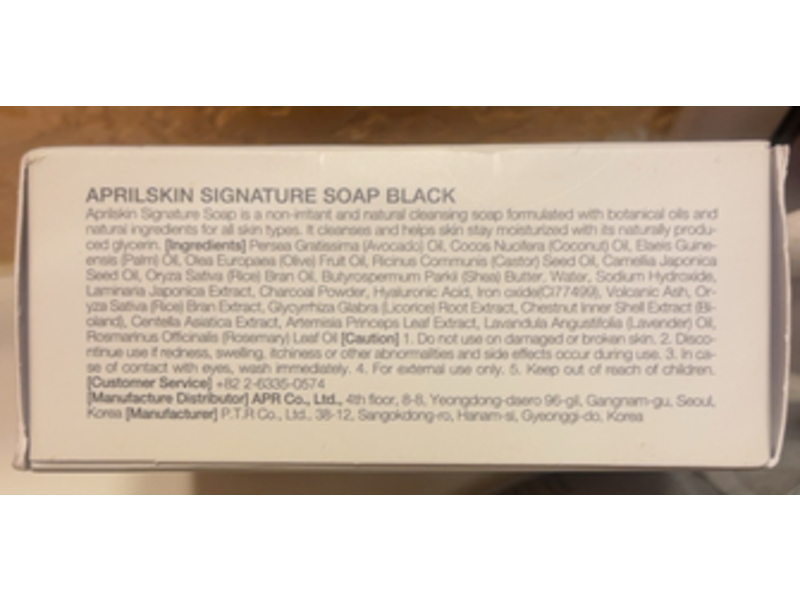 APRILSKIN SIGNATURE SOAP BLACK
Aprilskin Signature Soap is a non-irritant and natural cleansing soap formulated with botanical oils and
natural ingredients for all skin types. It cleanses and helps skin stay moisturized with its naturally produ-
ced glycerin. [Ingredients] Persea Gratissima (Avocado) Oil, Cocos Nucifera (Coconut) Oil, Elaeis Guine-
ensis (Palm) Oil, Olea Europaea (Olive) Fruit Oil, Ricinus Communis (Castor) Seed Oil, Camellia Japonica
Seed Oil, Oryza Sativa (Rice) Bran Oil, Butyrospermum Parkii (Shea) Butter, Water, Sodium Hydroxide,
Laminaria Japonica Extract, Charcoal Powder, Hyaluronic Acid, Iron oxide(CI77499), Volcanic Ash, Or-
yza Sativa (Rice) Bran Extract, Glycyrrhiza Glabra (Licorice) Root Extract, Chestnut Inner Shell Extract (Bi-
oland), Centella Asiatica Extract, Artemisia Princeps Leaf Extract, Lavandula Angustifolia (Lavender) Oil,
Rosmarinus Officinalis (Rosemary) Leaf Oil [Caution] 1. Do not use on damaged or broken skin. 2. Disco-
ntinue use if redness, swelling, itchiness or other abnormalities and side effects occur during use. 3. In ca-
se of contact with eyes, wash immediately. 4. For external use only. 5. Keep out of reach of children.
[Customer Service] +82 2-6335-0574
[Manufacture Distributor] APR Co., Ltd., 4th floor, 8-8, Yeongdong-daero 96-gil, Gangnam-gu, Seoul,
Korea [Manufacturer] P.T.R Co., Ltd., 38-12, Sangokdong-ro, Hanam-si, Gyeonggi-do, Korea